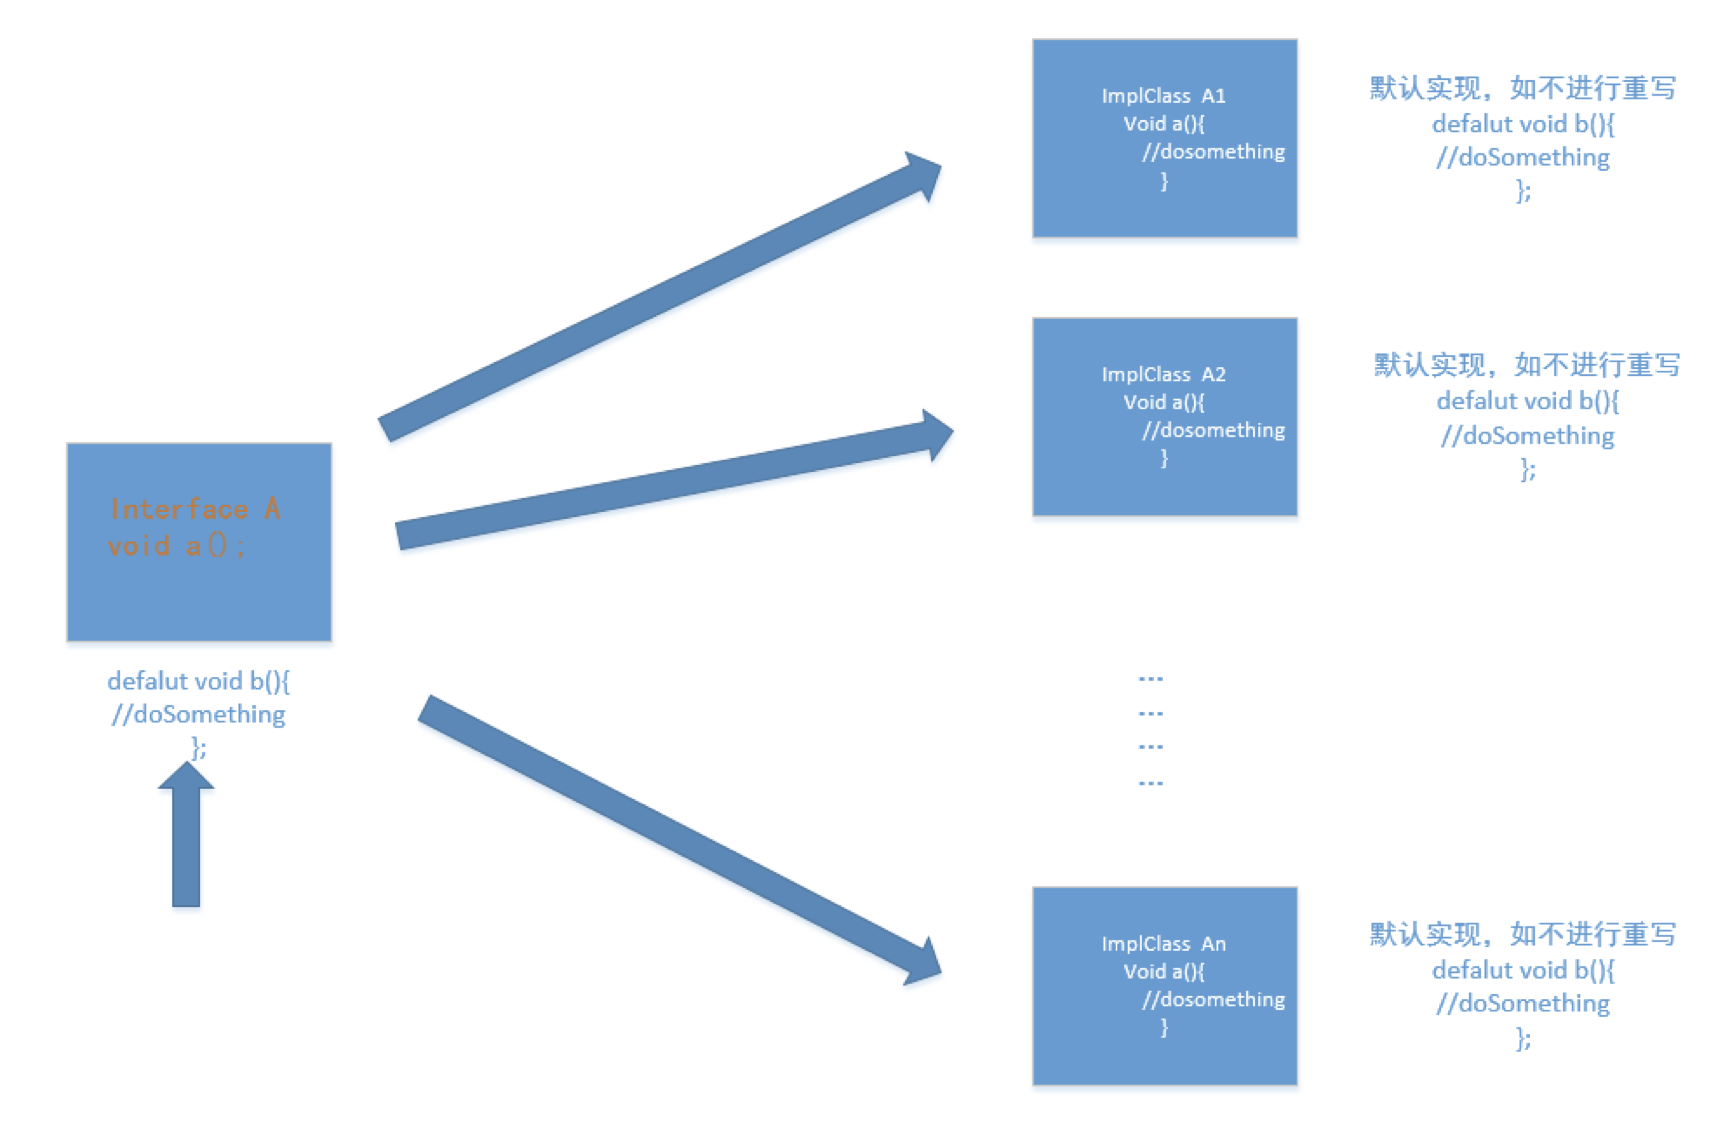 Interface A
void a();
defalut void b(){
//doSomething
};
ImplClass A1
Void a(){
//dosomething
}
默认实现，如不进行重写
defalut void b(){
//doSomething
};
ImplClass A2
Void a(){
//dosomething
}
默认实现，如不进行重写
defalut void b(){
//doSomething
};
...
...
...
...
ImplClass An
Void a(){
//dosomething
}
默认实现，如不进行重写
defalut void b(){
//doSomething
};